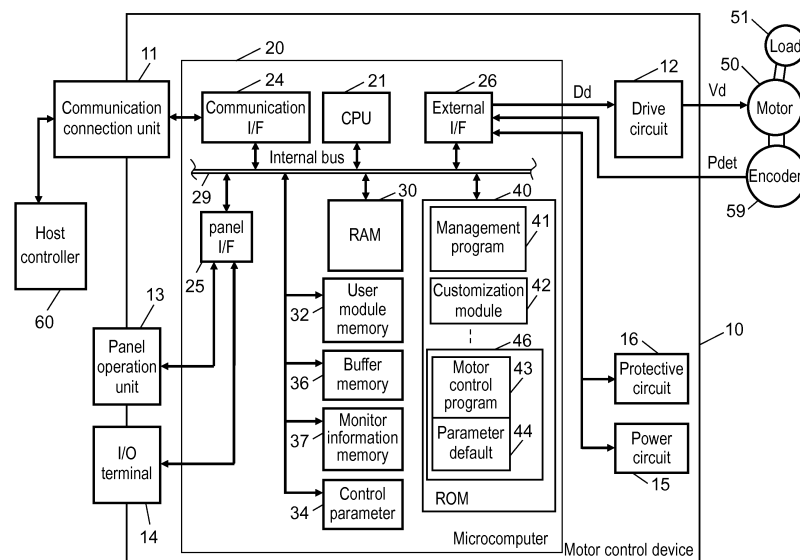 51
Load
20
50
11
24
21
26
12
Dd
Vd
Communication
connection unit
Communication
I/F
CPU
External
I/F
Drive
circuit
Motor
Internal bus
Pdet
Encoder
29
30
40
59
Host
controller
panel
I/F
RAM
Management
program
41
60
25
User
module
memory
32
Customization
module
42
13
16
10
46
Panel
operation
unit
Buffer
memory
36
Motor
control
program
43
Protective
circuit
Monitor
information
memory
37
Parameter
default
44
Power
circuit
I/O
terminal
15
Control
parameter
34
ROM
14
Microcomputer
Motor control device